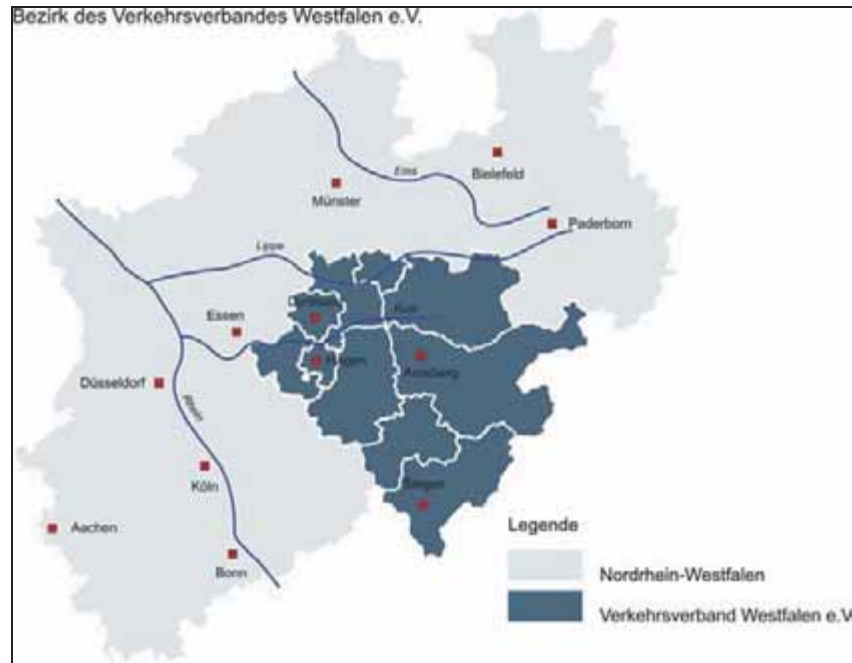 Bezirk des Verkehrsverbandes Westfalen e.V.
Ems
Bielefeld
Münster
Paderborn
Lippe
Dortmund
Ruhr
Essen
Hagen
Arnsberg
Düsseldorf
Rhein
Köln
Siegen
Aachen
Bonn
Legende
Nordrhein-Westfalen
Verkehrsverband Westfalen e.V